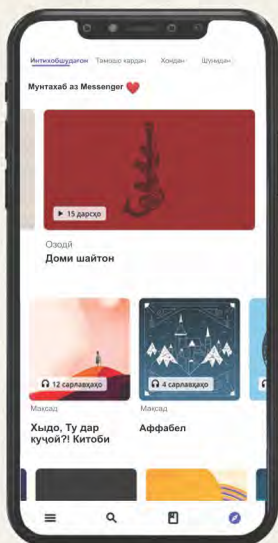 Интихобшудагон Тамошо кардан Хондан Шунидан
Мунтахаб аз Messenger
15 дарсҳо
Озодӣ
Доми шайтон
12 сарлавҳаҳо
4 сарлавҳаҳо
Мақсад
Мақсад
Хыдо, Ту дар
куҷой?! Китоби
Аффабел